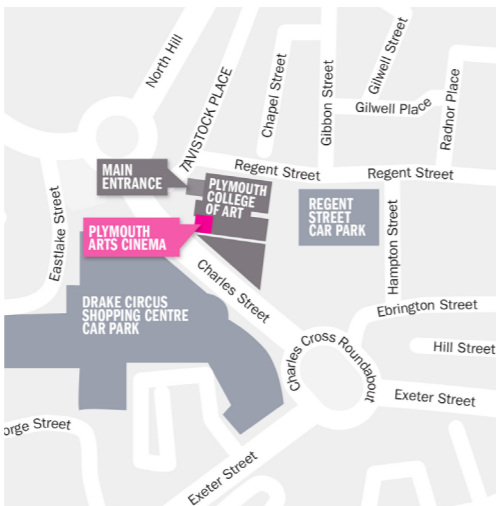 North Hill
TAVISTOCK PLACE
Chapel Street
Gibbon Street
Gilwell Street
Gilwell Place
Radnor Place
Regent Street
Regent Street
MAIN
ENTRANCE
PLYMOUTH
COLLEGE
OF ART
REGENT
STREET
CAR PARK
PLYMOUTH
ARTS CINEMA
Eastlake Street
Hampton Street
Charles Street
DRAKE CIRCUS
SHOPPING CENTRE
CAR PARK
Ebrington Street
Hill Street
Charles Cross Roundabout
Exeter Street
orge Street
Exeter Street